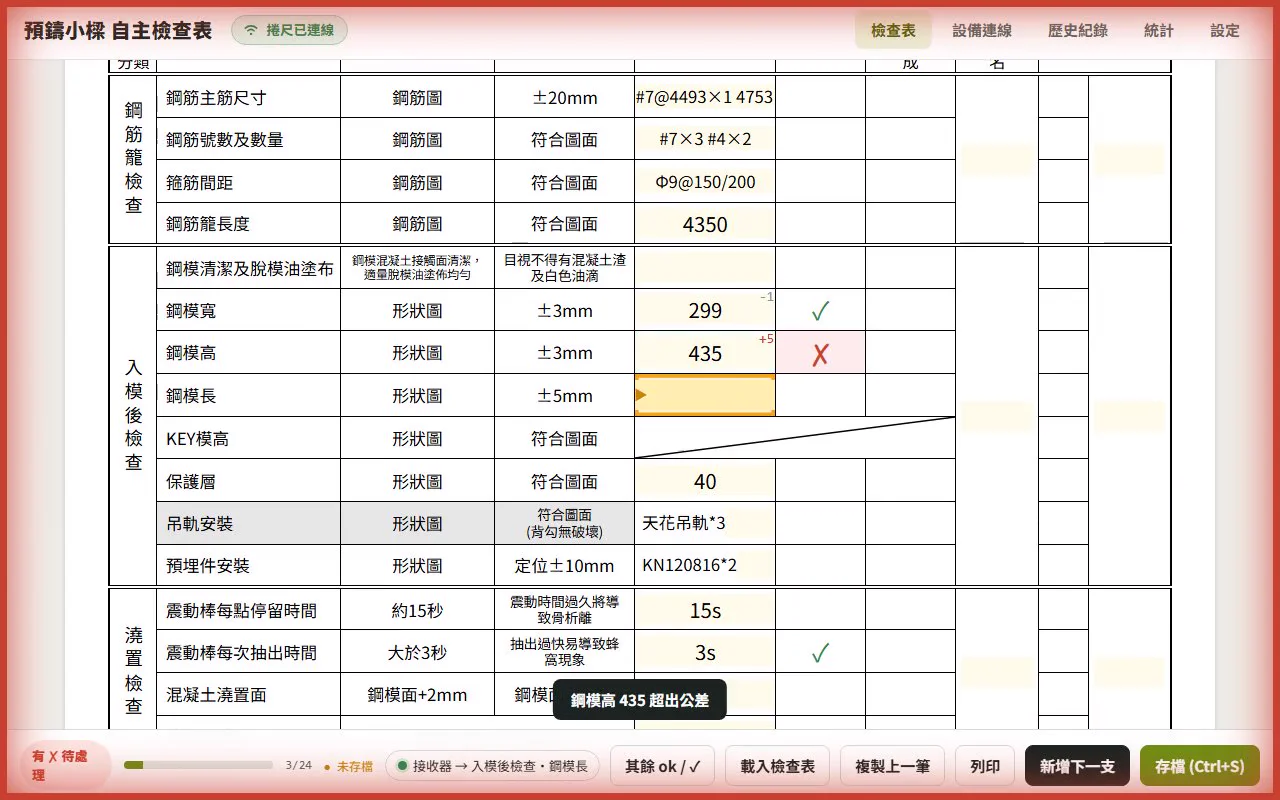 預鑄小樑 自主檢查表
捲尺已連線
檢查表
設備連線
歷史紀錄
統計
設定
分類
成
名
鋼筋籠檢查
鋼筋主筋尺寸 鋼筋圖 ±20mm #7@4493×1 4753
鋼筋號數及數量 鋼筋圖 符合圖面 #7×3 #4×2
箍筋間距 鋼筋圖 符合圖面 Φ9@150/200
鋼筋籠長度 鋼筋圖 符合圖面 4350
入模後檢查
鋼模清潔及脫模油塗布 鋼模混凝土接觸面清潔，適量脫模油塗佈均勻 目視不得有混凝土渣及白色油滴
鋼模寬 形狀圖 ±3mm 299 -1 ✓
鋼模高 形狀圖 ±3mm 435 +5 ✗
鋼模長 形狀圖 ±5mm
KEY模高 形狀圖 符合圖面
保護層 形狀圖 符合圖面 40
吊軌安裝 形狀圖 符合圖面(背勾無破壞) 天花吊軌*3
預埋件安裝 形狀圖 定位±10mm KN120816*2
澆置檢查
震動棒每點停留時間 約15秒 震動時間過久將導致骨析離 15s
震動棒每次抽出時間 大於3秒 抽出過快易導致蜂窩現象 3s ✓
混凝土澆置面 鋼模面+2mm 鋼模
鋼模高 435 超出公差
有 ✗ 待處理
3/24
● 未存檔
接收器 → 入模後檢查・鋼模長
其餘 ok / ✓
載入檢查表
複製上一筆
列印
新增下一支
存檔 (Ctrl+S)